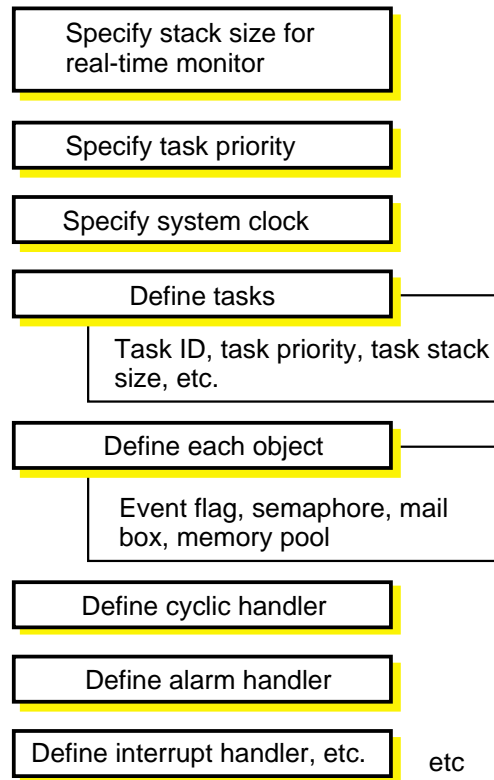 Specify stack size for
real-time monitor
Specify task priority
Specify system clock
Define tasks
Task ID, task priority, task stack
size, etc.
Define each object
Event flag, semaphore, mail
box, memory pool
Define cyclic handler
Define alarm handler
Define interrupt handler, etc.
etc